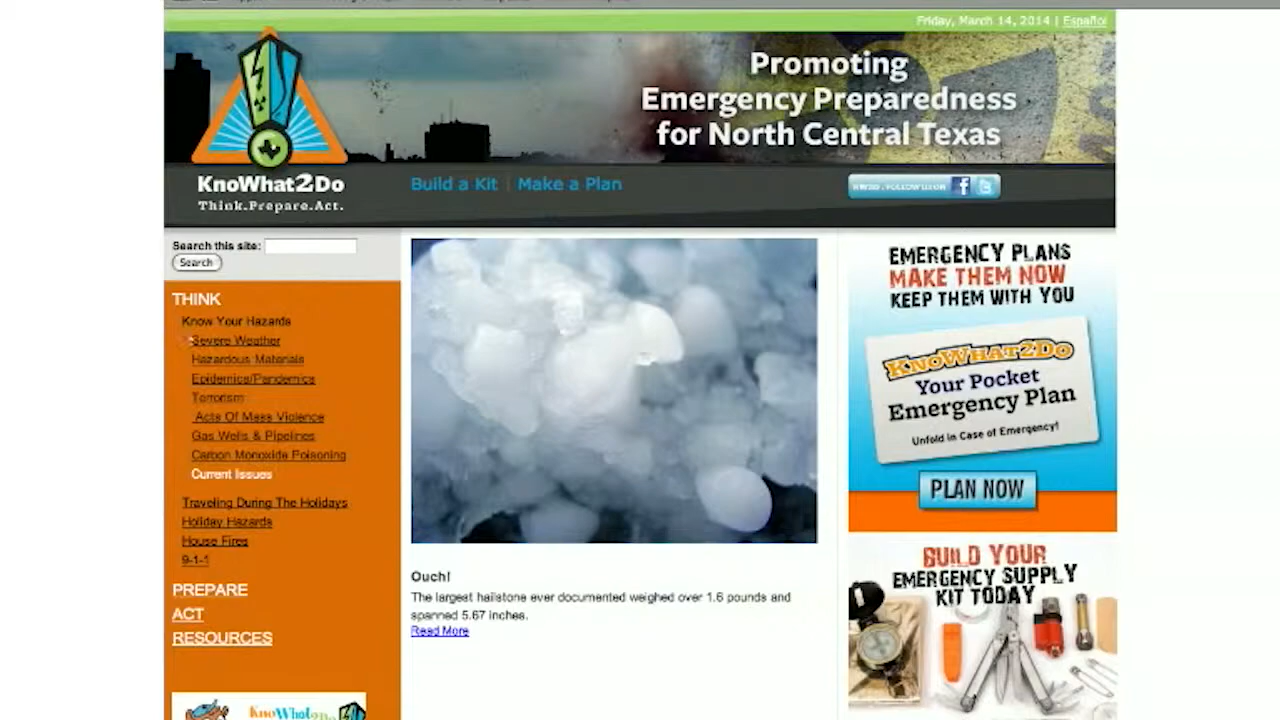 Friday, March 14, 2014 | Español
Promoting
Emergency Preparedness
for North Central Texas
KnoWhat2Do
Think.Prepare.Act.
Build a Kit | Make a Plan
Search this site:
Search
THINK
Know Your Hazards
Severe Weather
Hazardous Materials
Epidemics/Pandemics
Terrorism
Acts Of Mass Violence
Gas Wells & Pipelines
Carbon Monoxide Poisoning
Current Issues
Traveling During The Holidays
Holiday Hazards
House Fires
9-1-1
PREPARE
ACT
RESOURCES
KnoWhat2Do
Ouch!
The largest hailstone ever documented weighed over 1.6 pounds and
spanned 5.67 inches.
Read More
EMERGENCY PLANS
MAKE THEM NOW
KEEP THEM WITH YOU
KNOWHAT2DO
Your Pocket
Emergency Plan
Unfold in Case of Emergency!
PLAN NOW
BUILD YOUR
EMERGENCY SUPPLY
KIT TODAY